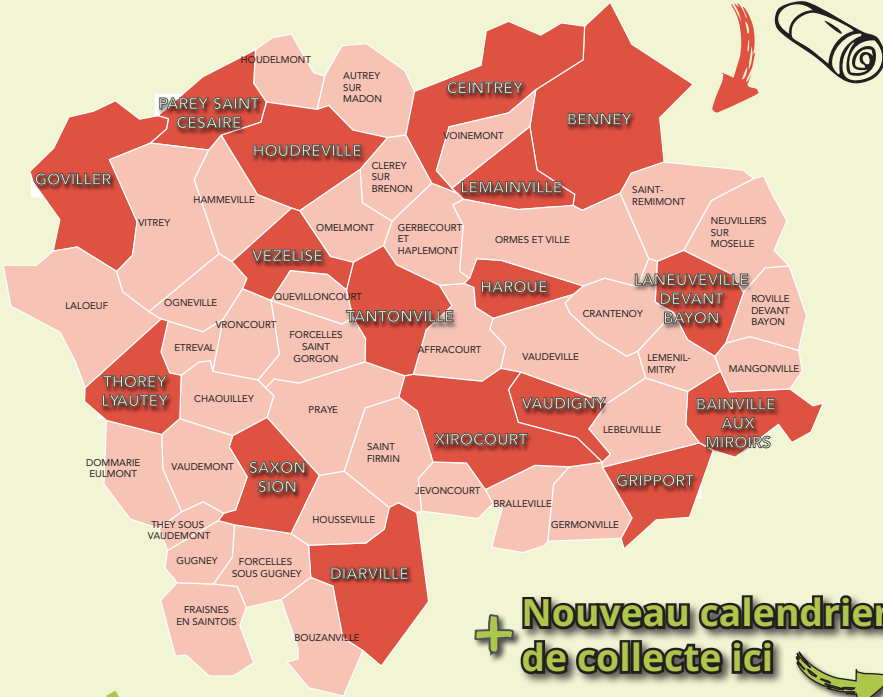 HOUDELMONT
AUTREY
SUR
MADON
CEINTREY
BENNEY
PAREY SAINT
CESAIRE
VOINEMONT
HOUDREVILLE
GOVILLER
CLEREY
SUR
BRENON
LEMAINVILLE
HAMMEVILLE
SAINT-
REMIMONT
VITREY
OMELMONT
GERBECOURT
ET
HAPLEMONT
NEUVILLERS
SUR
MOSELLE
ORMES ET VILLE
VEZELISE
LANEUVEVILLE
DEVANT
BAYON
HAROUE
QUEVILLONCOURT
ROVILLE
DEVANT
BAYON
LALOEUF
OGNEVILLE
TANTONVILLE
CRANTENOY
VRONCOURT
FORCELLES
SAINT
GORGON
ETREVAL
AFFRACOURT
VAUDEVILLE
LEMENIL-
MITRY
MANGONVILLE
THOREY
LYAUTEY
CHAOUILLEY
PRAYE
VAUDIGNY
BAINVILLE
AUX
MIROIRS
LEBEUVILLLE
XIROCOURT
SAINT
FIRMIN
DOMMARIE
EULMONT
VAUDEMONT
SAXON
SION
GRIPPORT
JEVONCOURT
BRALLEVILLE
HOUSSEVILLE
GERMONVILLE
THEY SOUS
VAUDEMONT
GUGNEY
FORCELLES
SOUS GUGNEY
DIARVILLE
FRAISNES
EN SAINTOIS
BOUZANVILLE
+ Nouveau calendrier
de collecte ici